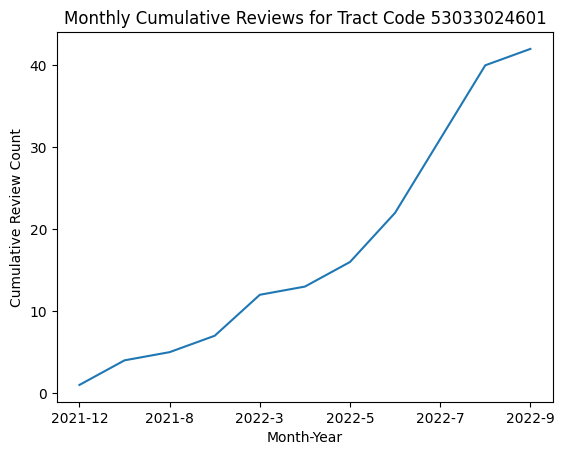 Monthly Cumulative Reviews for Tract Code 53033024601
Cumulative Review Count
40
30
20
10
0
2021-12 2021-8 2022-3 2022-5 2022-7 2022-9
Month-Year